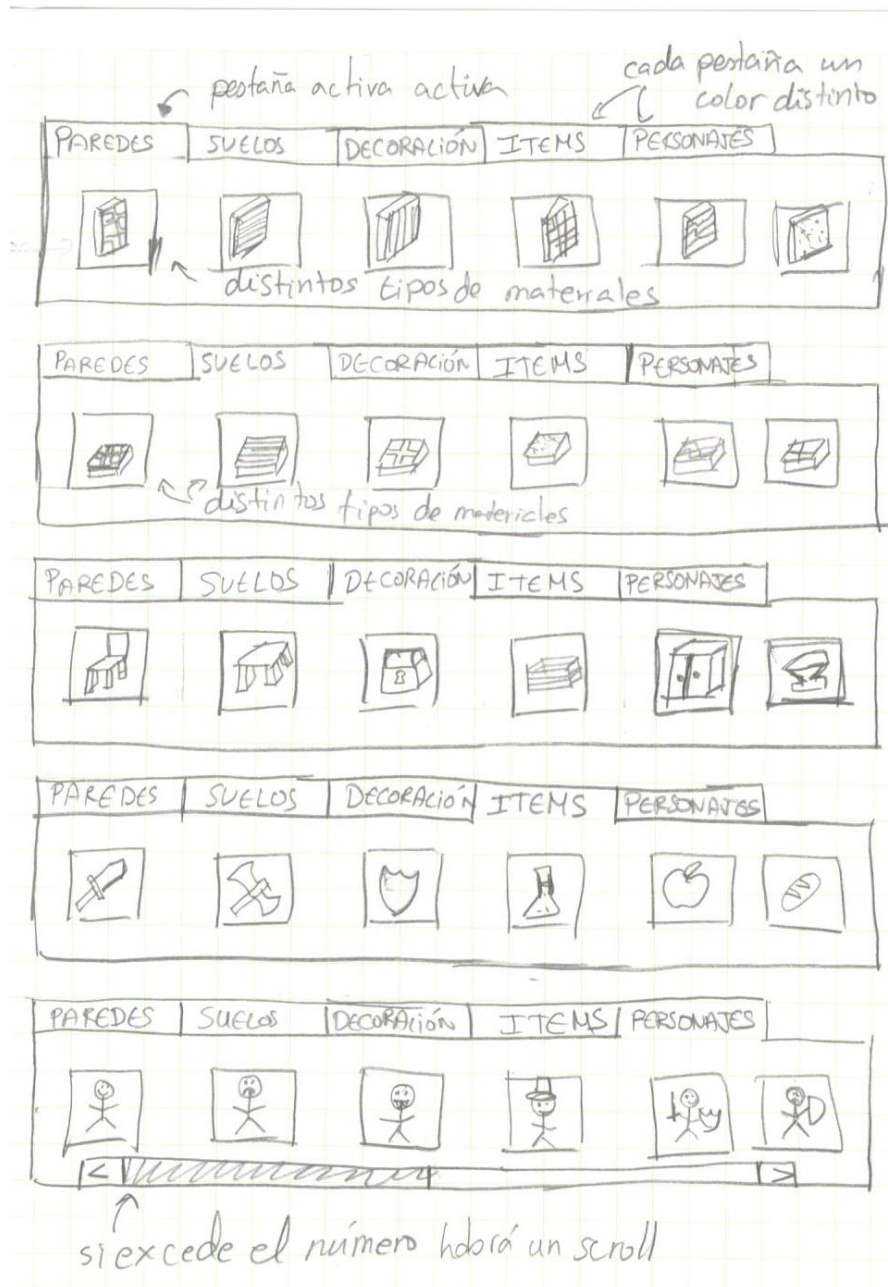 pestaña activa activa
cada pestaña un
color distinto
PAREDES SUELOS DECORACIÓN ITEMS PERSONAJES
distintos tipos de materiales
PAREDES SUELOS DECORACIÓN ITEMS PERSONAJES
distintos tipos de materiales
PAREDES SUELOS DECORACIÓN ITEMS PERSONAJES
PAREDES SUELOS DECORACIÓN ITEMS PERSONAJES
PAREDES SUELOS DECORACIÓN ITEMS PERSONAJES
< >
si excede el número habrá un scroll